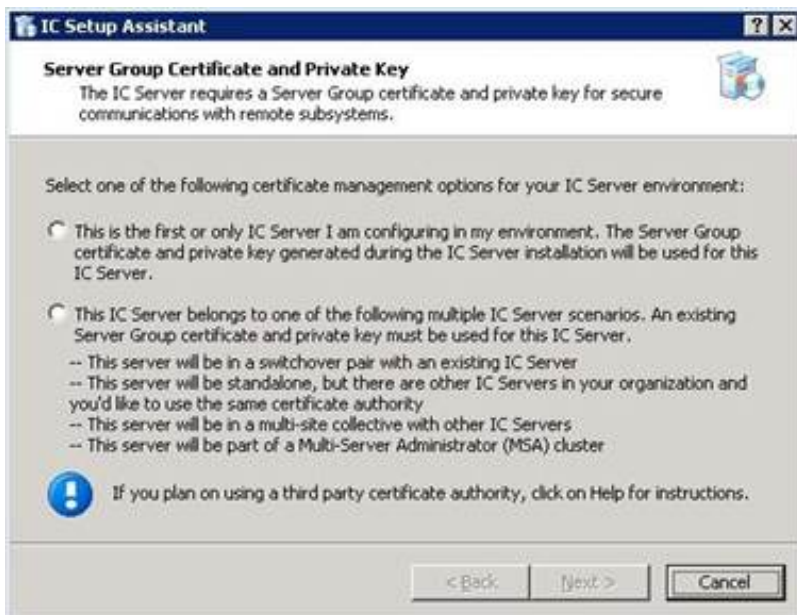 IC Setup Assistant
Server Group Certificate and Private Key
The IC Server requires a Server Group certificate and private key for secure
communications with remote subsystems.
Select one of the following certificate management options for your IC Server environment:
This is the first or only IC Server I am configuring in my environment. The Server Group
certificate and private key generated during the IC Server installation will be used for this
IC Server.
This IC Server belongs to one of the following multiple IC Server scenarios. An existing
Server Group certificate and private key must be used for this IC Server.
-- This server will be in a switchover pair with an existing IC Server
-- This server will be standalone, but there are other IC Servers in your organization and
you'd like to use the same certificate authority
-- This server will be in a multi-site collective with other IC Servers
-- This server will be part of a Multi-Server Administrator (MSA) cluster
If you plan on using a third party certificate authority, click on Help for instructions.
< Back Next > Cancel